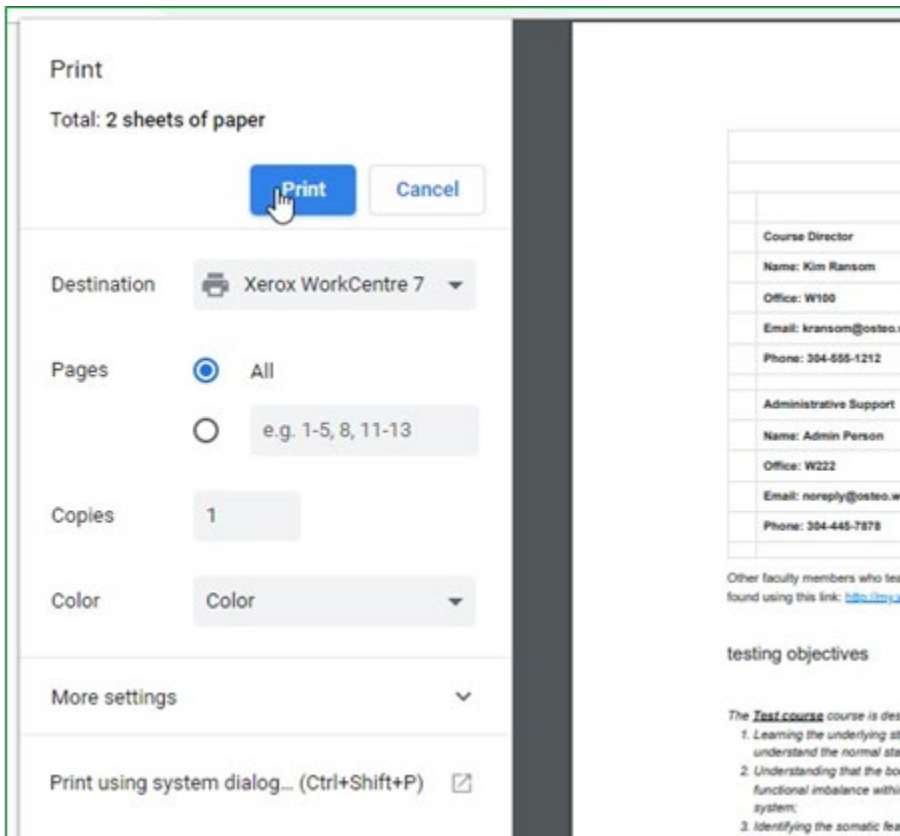 Print
Total: 2 sheets of paper
Print Cancel
Destination Xerox WorkCentre 7
Pages All
e.g. 1-5, 8, 11-13
Copies 1
Color Color
More settings
Print using system dialog... (Ctrl+Shift+P)
Course Director
Name: Kim Ransom
Office: W100
Email: kransom@osteo.
Phone: 304-555-1212
Administrative Support
Name: Admin Person
Office: W222
Email: noreply@osteo.w
Phone: 304-445-7878
Other faculty members who tea
found using this link: http://my.
testing objectives
The Test course course is des
1. Learning the underlying st
understand the normal sta
2. Understanding that the bo
functional imbalance withi
system;
3. Identifying the somatic fea